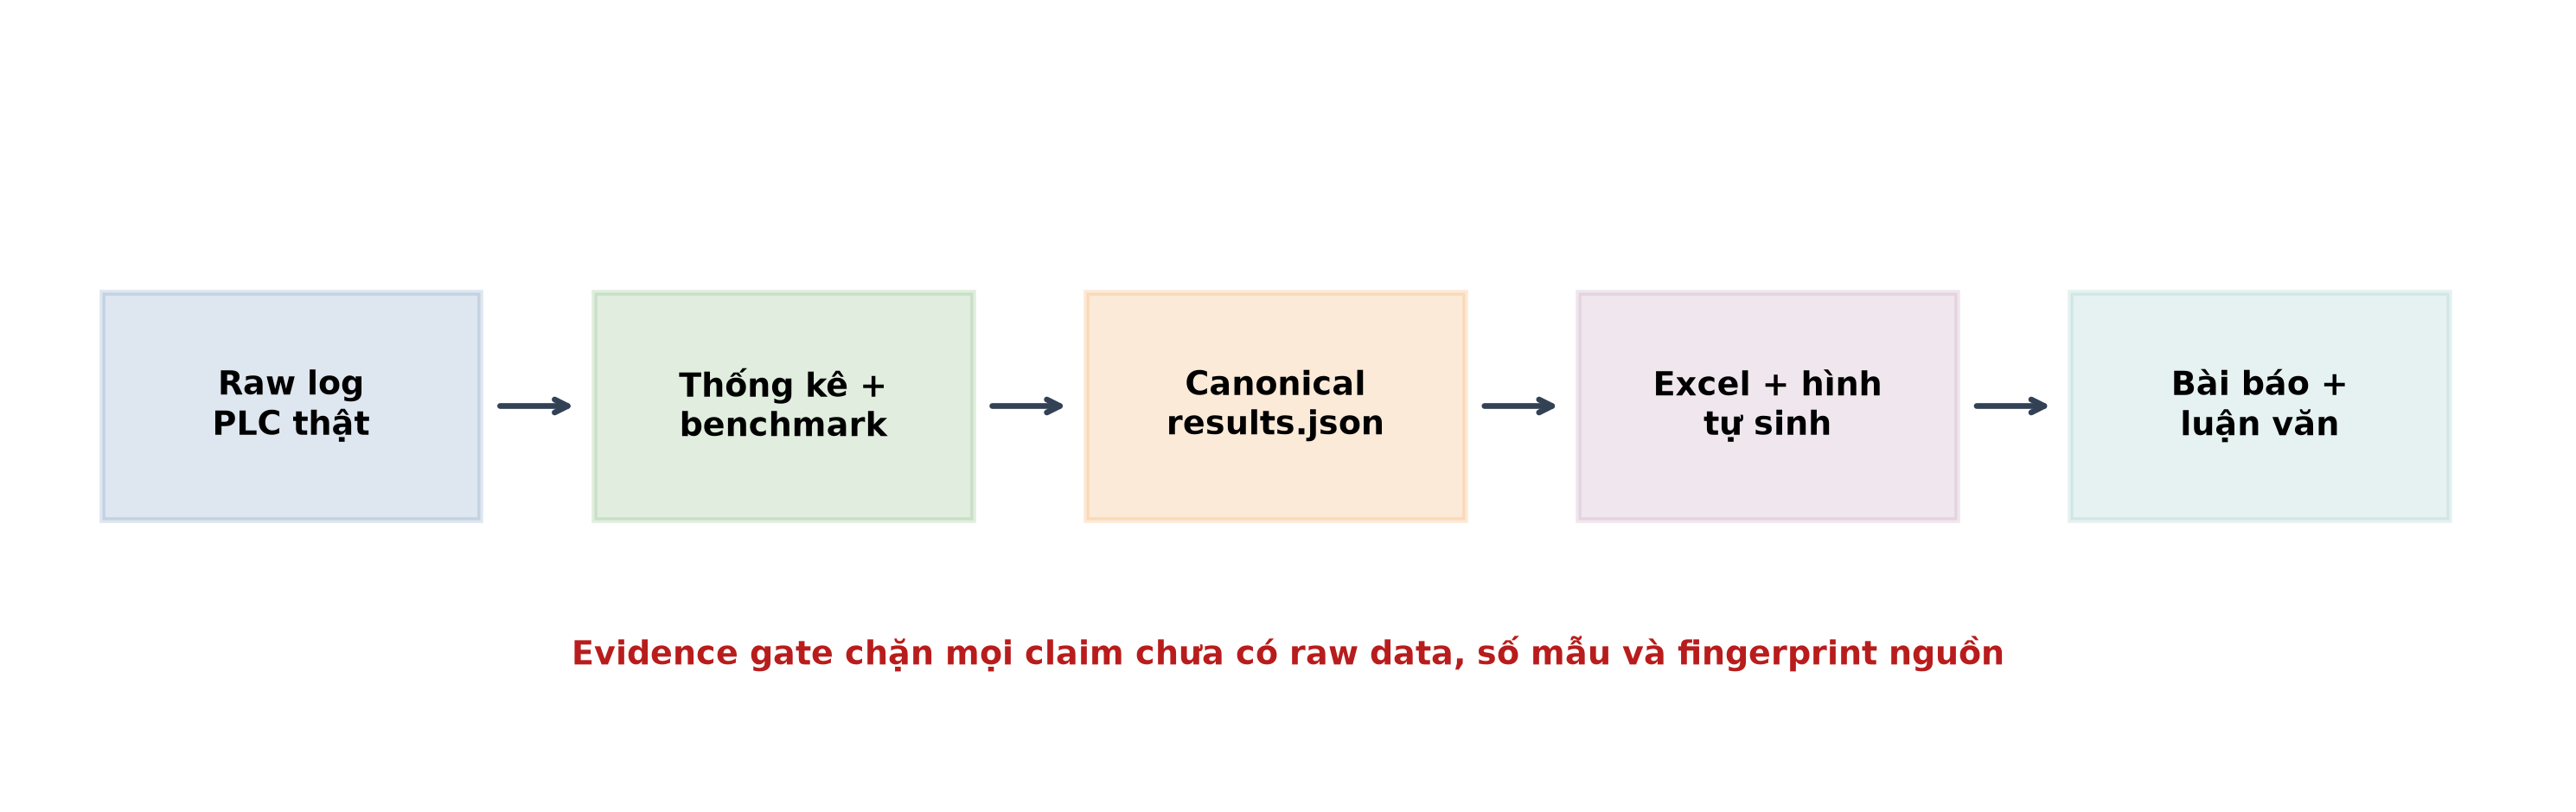 Raw log
PLC thật
Thống kê +
benchmark
Canonical
results.json
Excel + hình
tự sinh
Bài báo +
luận văn
Evidence gate chặn mọi claim chưa có raw data, số mẫu và fingerprint nguồn